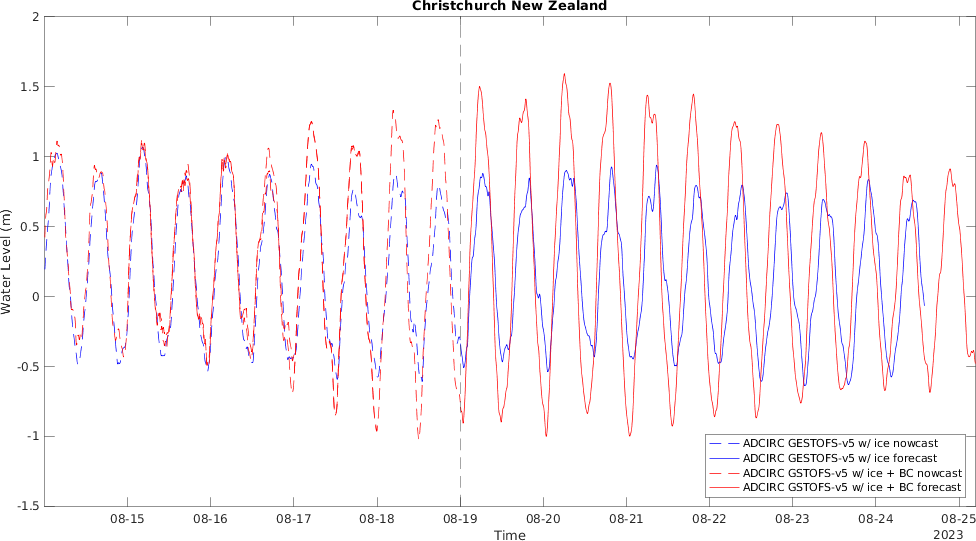 Christchurch New Zealand
2
1.5
1
0.5
0
-0.5
-1
-1.5
Water Level (m)
ADCIRC GESTOFS-v5 w/ ice nowcast
ADCIRC GESTOFS-v5 w/ ice forecast
ADCIRC GSTOFS-v5 w/ ice + BC nowcast
ADCIRC GSTOFS-v5 w/ ice + BC forecast
08-15 08-16 08-17 08-18 08-19 08-20 08-21 08-22 08-23 08-24 08-25
Time
2023